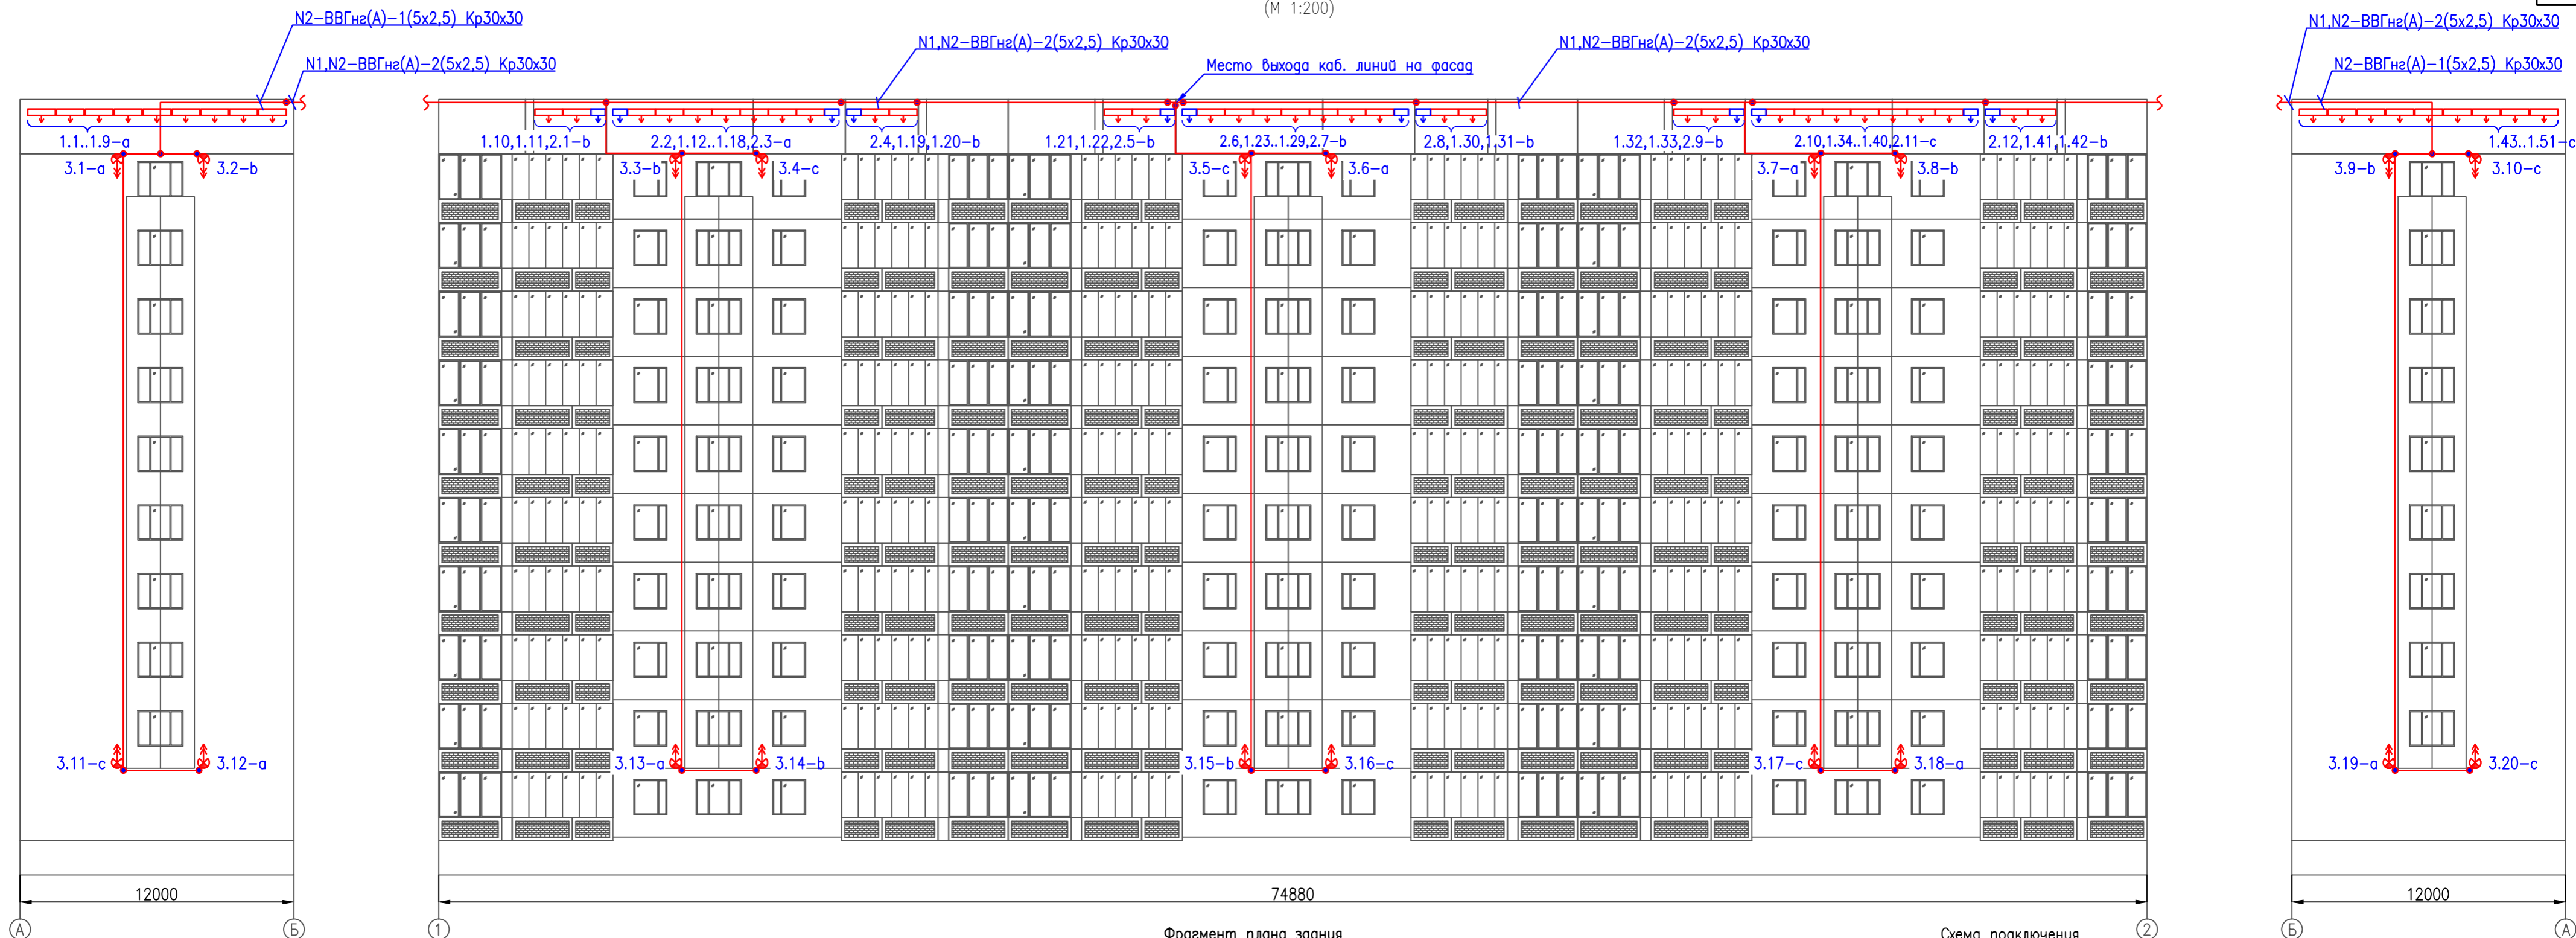 (М 1:200)
N2-ВВГнг(А)-1(5х2,5) Кр30х30
N1,N2-ВВГнг(А)-2(5х2,5) Кр30х30
N1,N2-ВВГнг(А)-2(5х2,5) Кр30х30
Место выхода каб. линий на фасад
N1,N2-ВВГнг(А)-2(5х2,5) Кр30х30
N1,N2-ВВГнг(А)-2(5х2,5) Кр30х30
N2-ВВГнг(А)-1(5х2,5) Кр30х30
1.1..1.9-a
1.10,1.11,2.1-b
2.2,1.12..1.18,2.3-a
2.4,1.19,1.20-b
1.21,1.22,2.5-b
2.6,1.23..1.29,2.7-b
2.8,1.30,1.31-b
1.32,1.33,2.9-b
2.10,1.34..1.40,2.11-c
2.12,1.41,1.42-b
1.43..1.51-c
3.1-a
3.2-b
3.3-b
3.4-c
3.5-c
3.6-a
3.7-a
3.8-b
3.9-b
3.10-c
3.11-c
3.12-a
3.13-a
3.14-b
3.15-b
3.16-c
3.17-c
3.18-a
3.19-a
3.20-c
12000
74880
12000
А
Б
1
2
Б
А
Фрагмент плана здания
Схема подключения